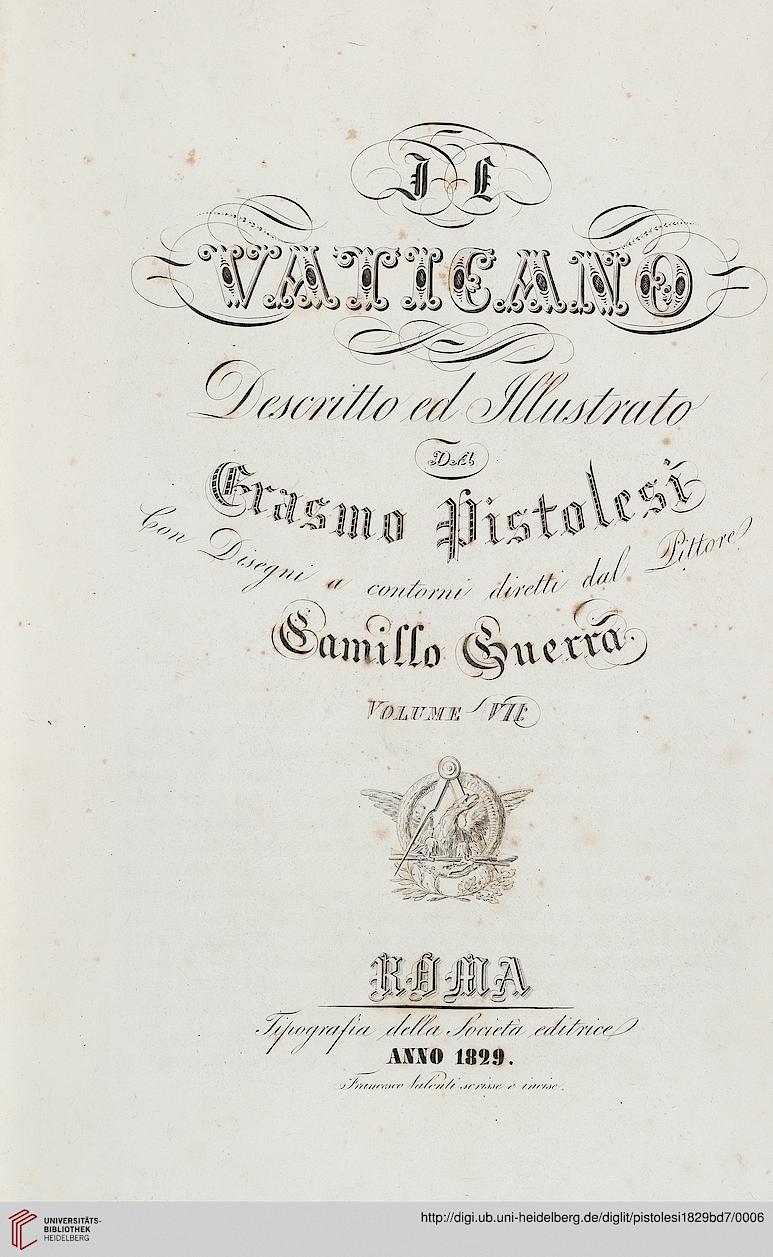 IL
VATICANO
Descritto ed Illustrato
DA
Erasmo Pistolesi
Con Disegni a contorni diretti dal Pittore
Camillo Guerra.
VOLUME VII:
ROMA
Tipografia della Società editrice
ANNO 1829.
Francesco Valenti scrisse e incise.
UNIVERSITÄTS-
BIBLIOTHEK
HEIDELBERG
http://digi.ub.uni-heidelberg.de/diglit/pistolesi1829bd7/0006